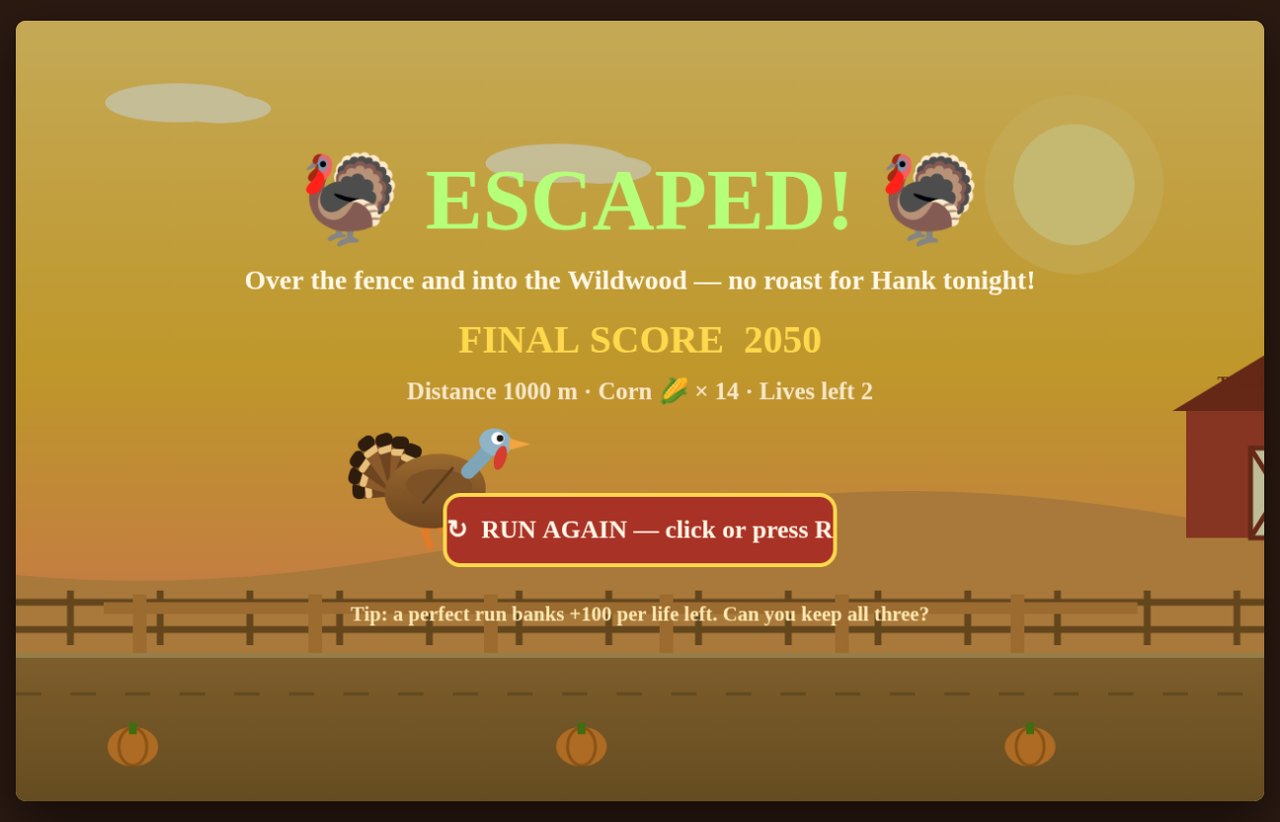 ESCAPED!
Over the fence and into the Wildwood — no roast for Hank tonight!
FINAL SCORE 2050
Distance 1000 m · Corn 🌽 × 14 · Lives left 2
↻ RUN AGAIN — click or press R
Tip: a perfect run banks +100 per life left. Can you keep all three?